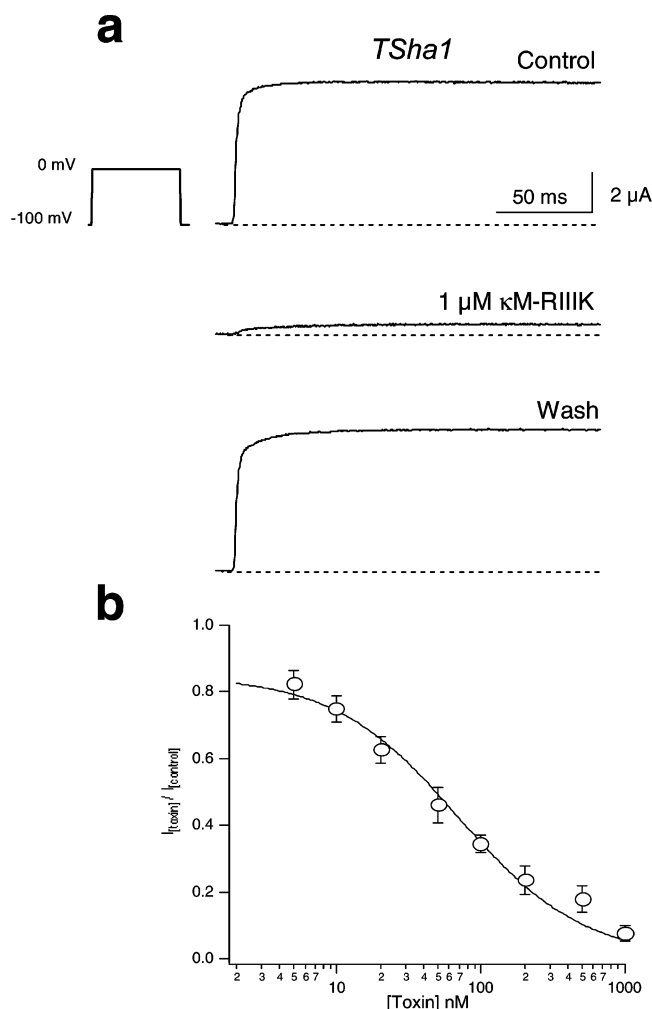 a
TSha1
Control
0 mV
-100 mV
50 ms
2 µA
1 µM κM-RIIIK
Wash
b
1.0
0.8
0.6
0.4
0.2
0.0
I[toxin] / I[control]
2 3 4 5 6 7 10 2 3 4 5 6 7 100 2 3 4 5 6 7 1000
[Toxin] nM